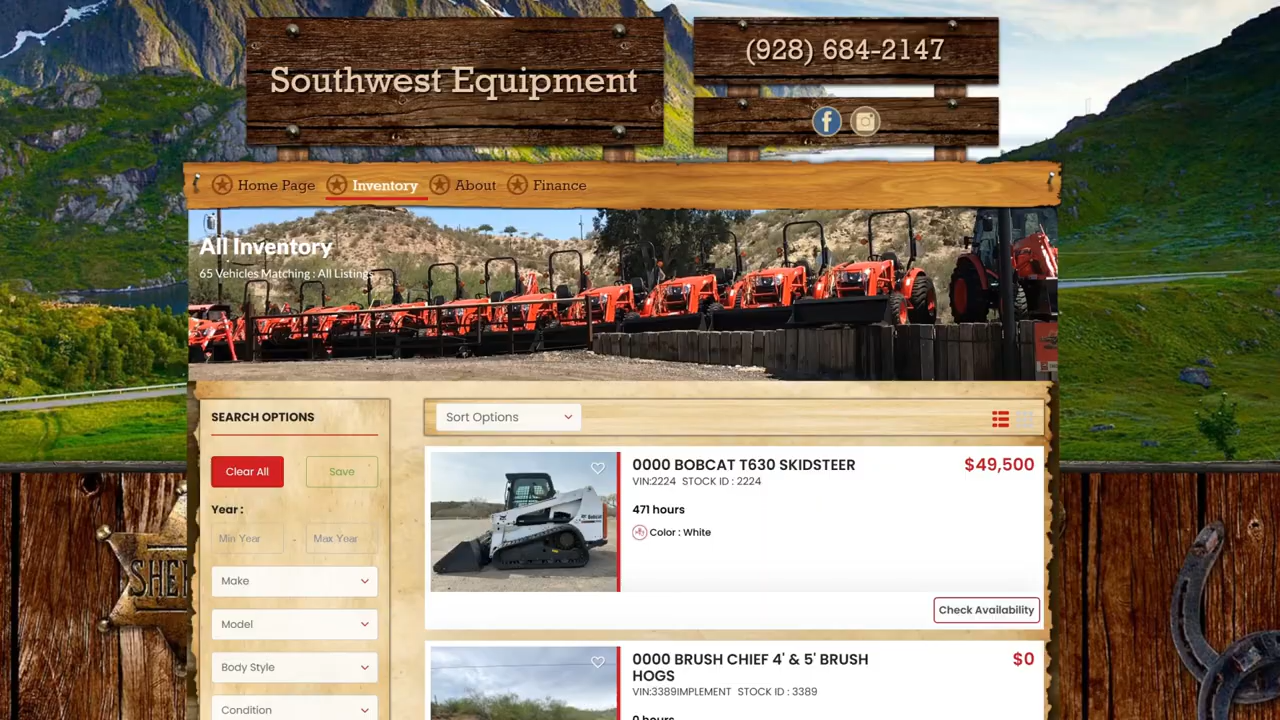 Southwest Equipment
(928) 684-2147
Home Page
Inventory
About
Finance
All Inventory
65 Vehicles Matching : All Listings
SEARCH OPTIONS
Clear All
Save
Year :
Min Year - Max Year
Make
Model
Body Style
Condition
Sort Options
0000 BOBCAT T630 SKIDSTEER
$49,500
VIN:2224 STOCK ID : 2224
471 hours
Color : White
Check Availability
0000 BRUSH CHIEF 4' & 5' BRUSH
HOGS
$0
VIN:3389IMPLEMENT STOCK ID : 3389
0 hours